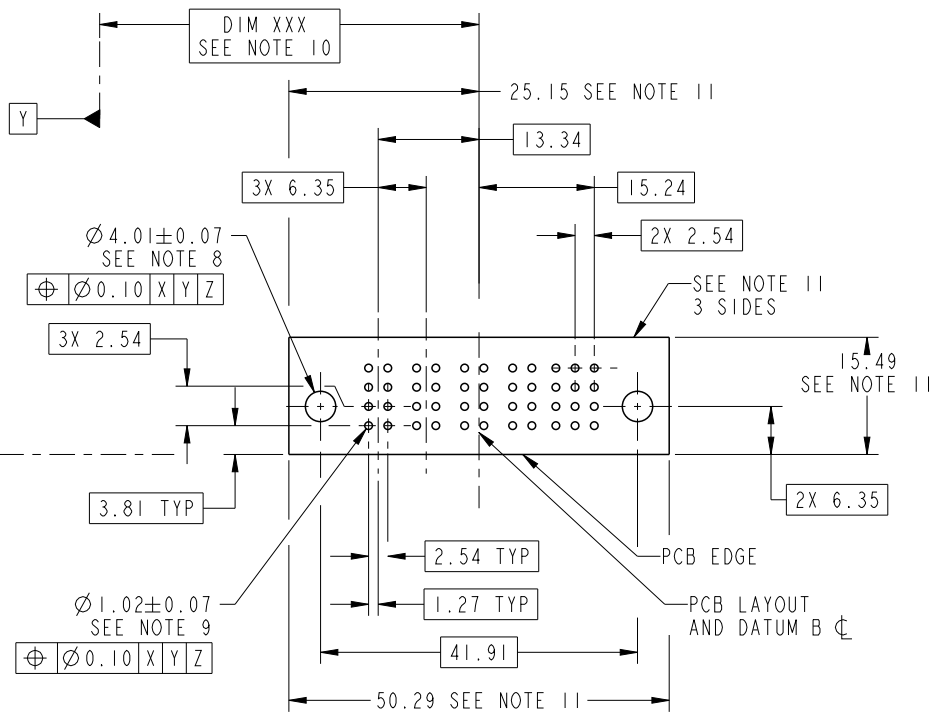 DIM XXX
SEE NOTE 10
25.15 SEE NOTE 11
Y
13.34
3X 6.35
15.24
2X 2.54
Ø4.01±0.07
SEE NOTE 8
⌖ Ø0.10 X Y Z
SEE NOTE 11
3 SIDES
3X 2.54
15.49
SEE NOTE 11
3.81 TYP
2X 6.35
2.54 TYP
PCB EDGE
Ø1.02±0.07
SEE NOTE 9
1.27 TYP
PCB LAYOUT
AND DATUM B ℄
⌖ Ø0.10 X Y Z
41.91
50.29 SEE NOTE 11